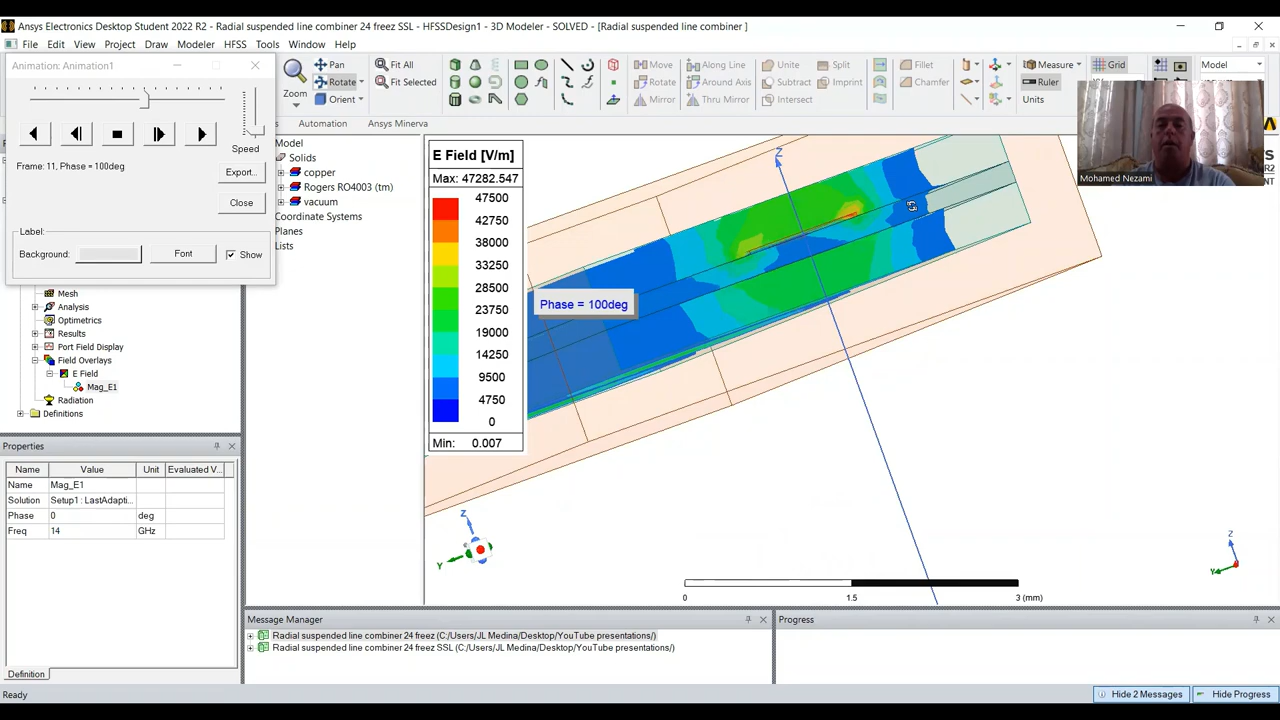 Ansys Electronics Desktop Student 2022 R2 - Radial suspended line combiner 24 freez SSL - HFSSDesign1 - 3D Modeler - SOLVED - [Radial suspended line combiner ]
File Edit View Project Draw Modeler HFSS Tools Window Help
Animation: Animation1
Frame: 11, Phase = 100deg
Speed
Export...
Close
Label:
Background:
Font
Show
Zoom
Pan
Rotate
Orient
Fit All
Fit Selected
Move
Rotate
Mirror
Along Line
Around Axis
Thru Mirror
Unite
Subtract
Intersect
Split
Imprint
Fillet
Chamfer
Measure
Ruler
Units
Grid
Model
Automation
Ansys Minerva
Mohamed Nezami
Mesh
Analysis
Optimetrics
Results
Port Field Display
Field Overlays
E Field
Mag_E1
Radiation
Definitions
Model
Solids
copper
Rogers RO4003 (tm)
vacuum
Coordinate Systems
Planes
Lists
E Field [V/m]
Max: 47282.547
47500
42750
38000
33250
28500
23750
19000
14250
9500
4750
0
Min: 0.007
Phase = 100deg
Z
Z
Y
Z
Y
0 1.5 3 (mm)
Properties
Name Value Unit Evaluated V...
Name Mag_E1
Solution Setup1 : LastAdapti...
Phase 0 deg
Freq 14 GHz
Definition
Message Manager
Radial suspended line combiner 24 freez (C:/Users/JL Medina/Desktop/YouTube presentations/)
Radial suspended line combiner 24 freez SSL (C:/Users/JL Medina/Desktop/YouTube presentations/)
Progress
Ready
Hide 2 Messages
Hide Progress